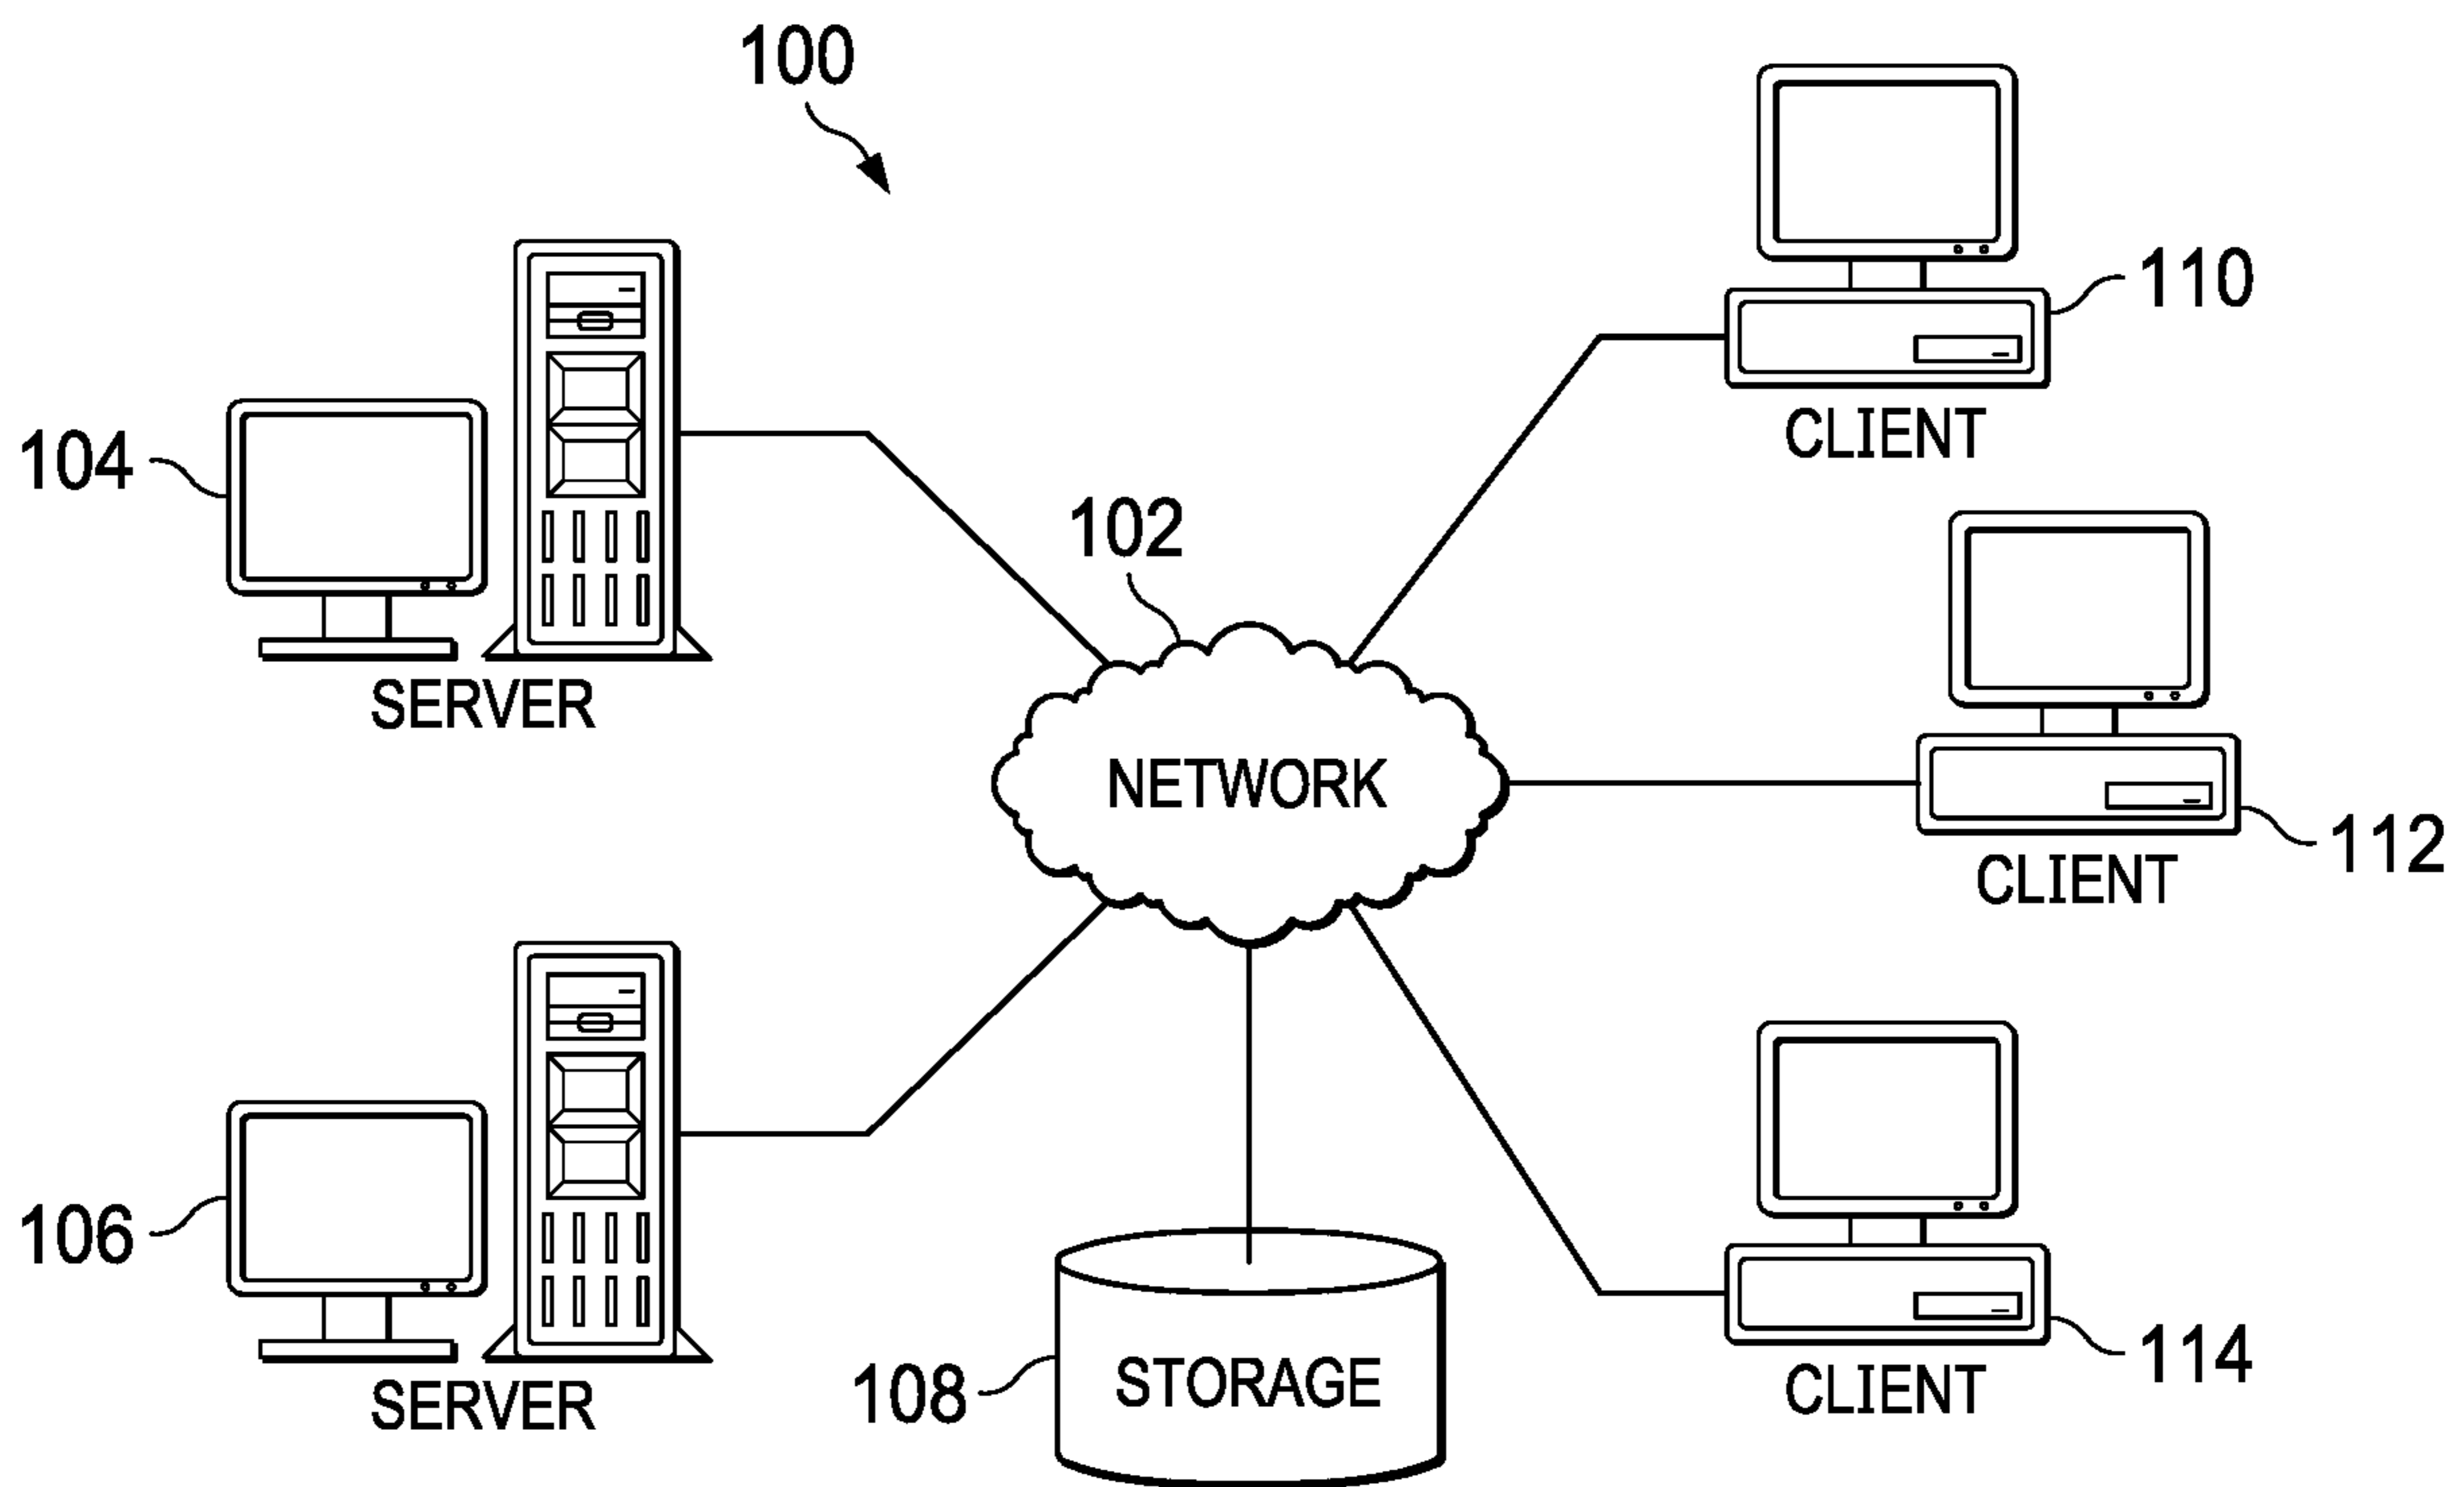 100
110
CLIENT
104
SERVER
102
NETWORK
112
CLIENT
106
SERVER
108
STORAGE
114
CLIENT